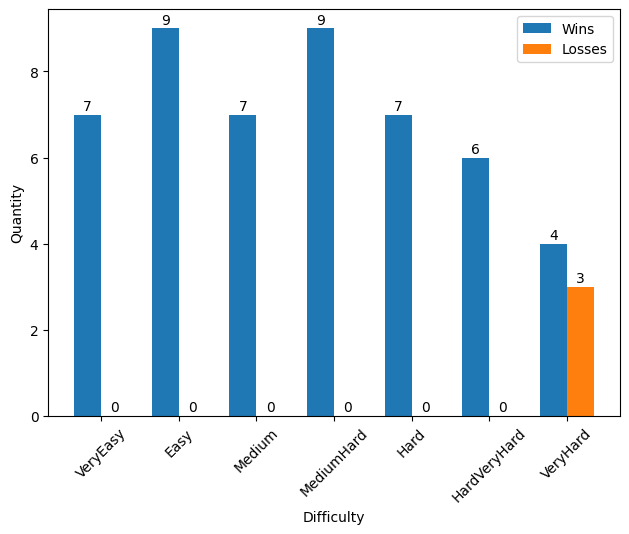 Wins
Losses
7
9
7
9
7
6
4
3
0
0
0
0
0
0
8
6
4
2
0
Quantity
VeryEasy
Easy
Medium
MediumHard
Hard
HardVeryHard
VeryHard
Difficulty